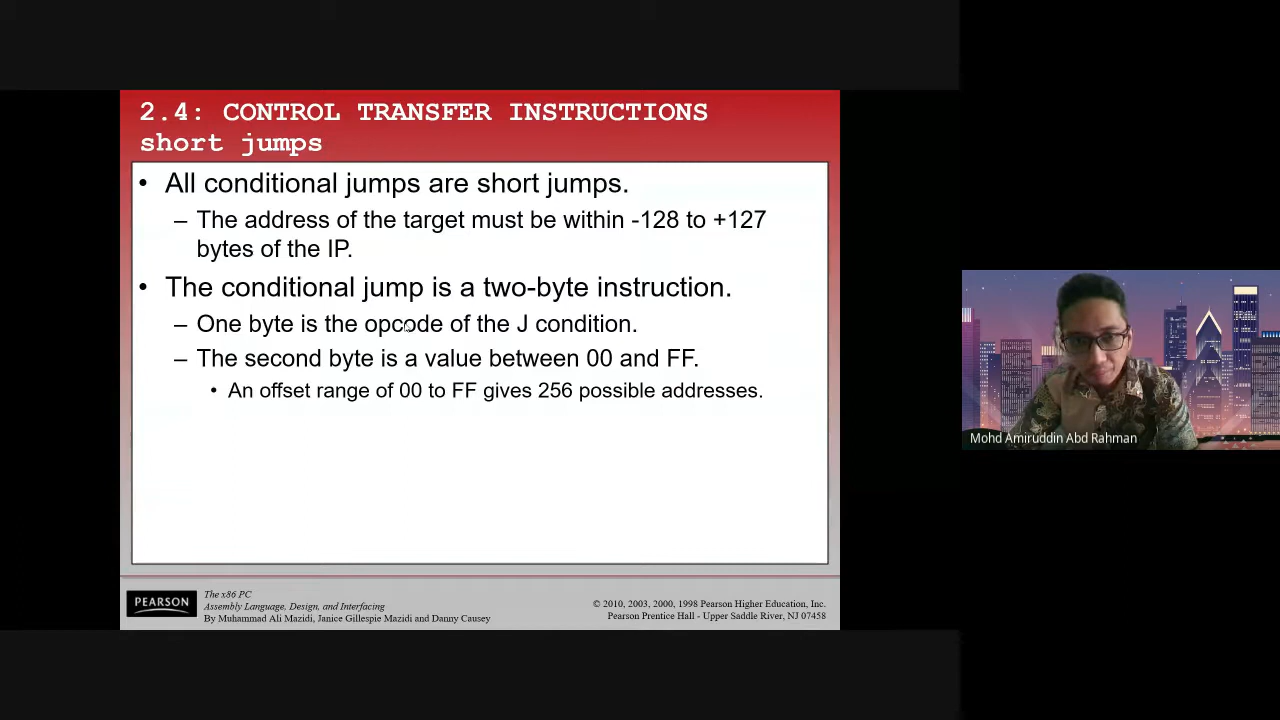 2.4: CONTROL TRANSFER INSTRUCTIONS
short jumps
• All conditional jumps are short jumps.
– The address of the target must be within -128 to +127
bytes of the IP.
• The conditional jump is a two-byte instruction.
– One byte is the opcode of the J condition.
– The second byte is a value between 00 and FF.
• An offset range of 00 to FF gives 256 possible addresses.
Mohd Amiruddin Abd Rahman
PEARSON
The x86 PC
Assembly Language, Design, and Interfacing
By Muhammad Ali Mazidi, Janice Gillespie Mazidi and Danny Causey
© 2010, 2003, 2000, 1998 Pearson Higher Education, Inc.
Pearson Prentice Hall - Upper Saddle River, NJ 07458